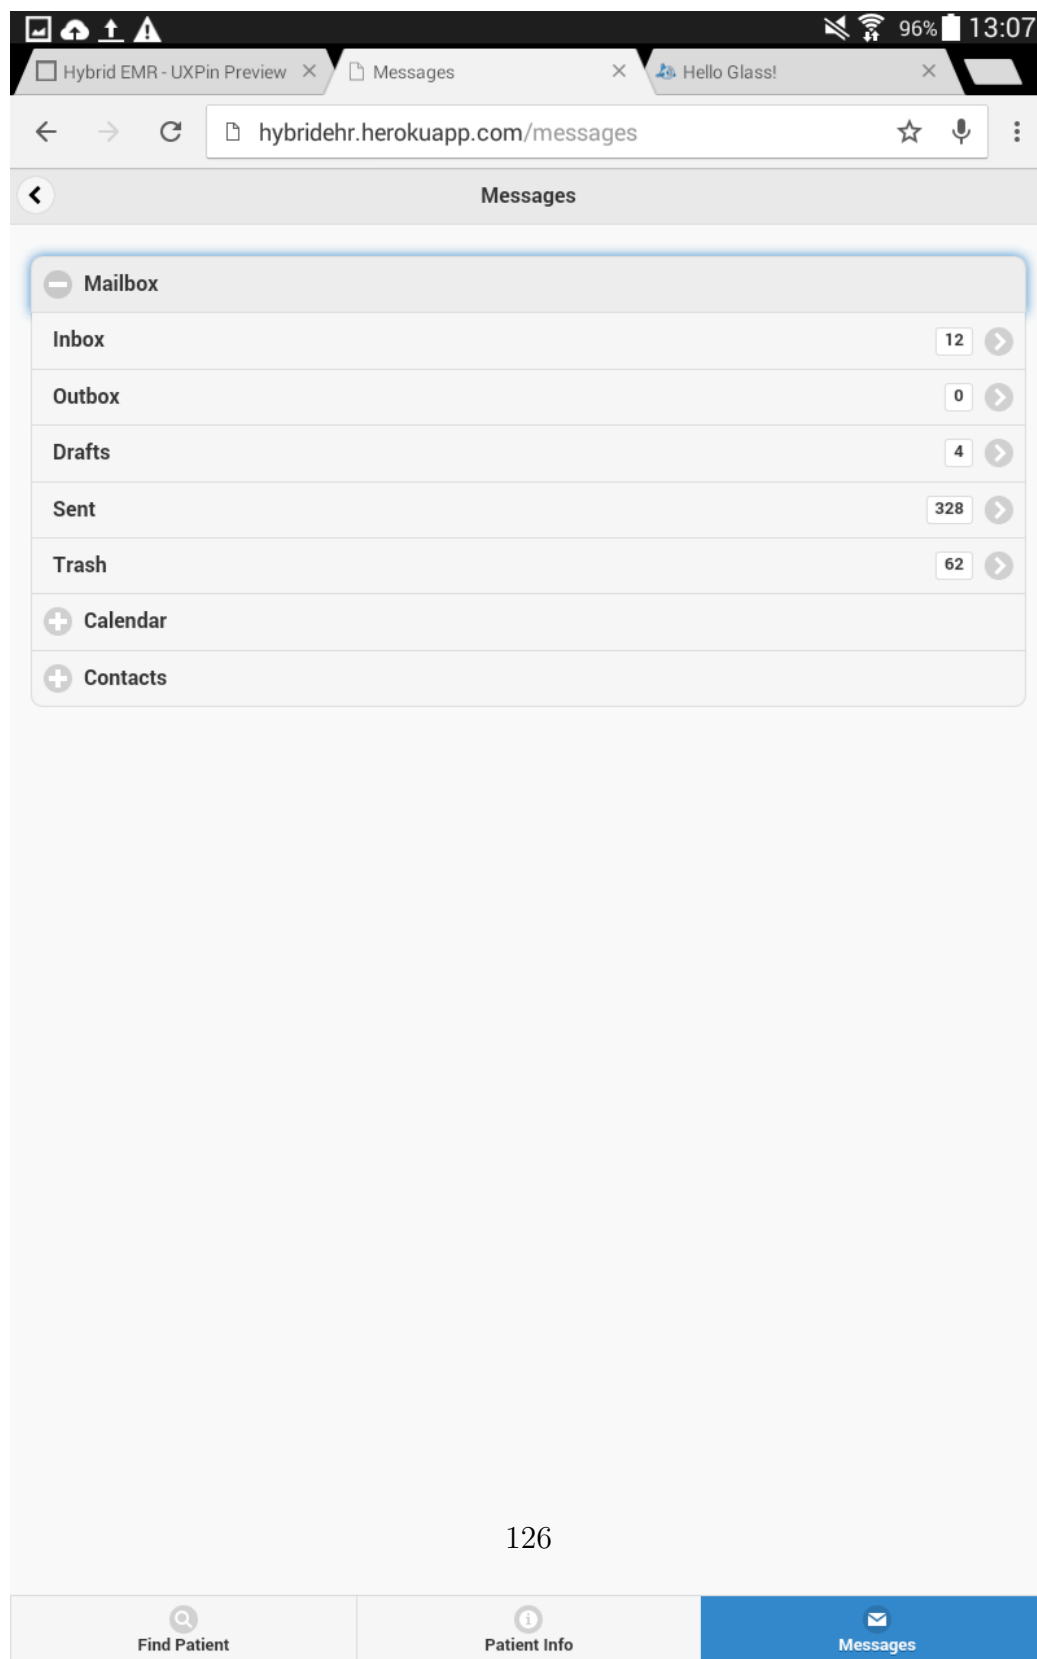 96% 13:07
Hybrid EMR - UXPin Preview Messages Hello Glass!
hybridehr.herokuapp.com/messages
Messages
Mailbox
Inbox 12
Outbox 0
Drafts 4
Sent 328
Trash 62
Calendar
Contacts
126
Find Patient Patient Info Messages